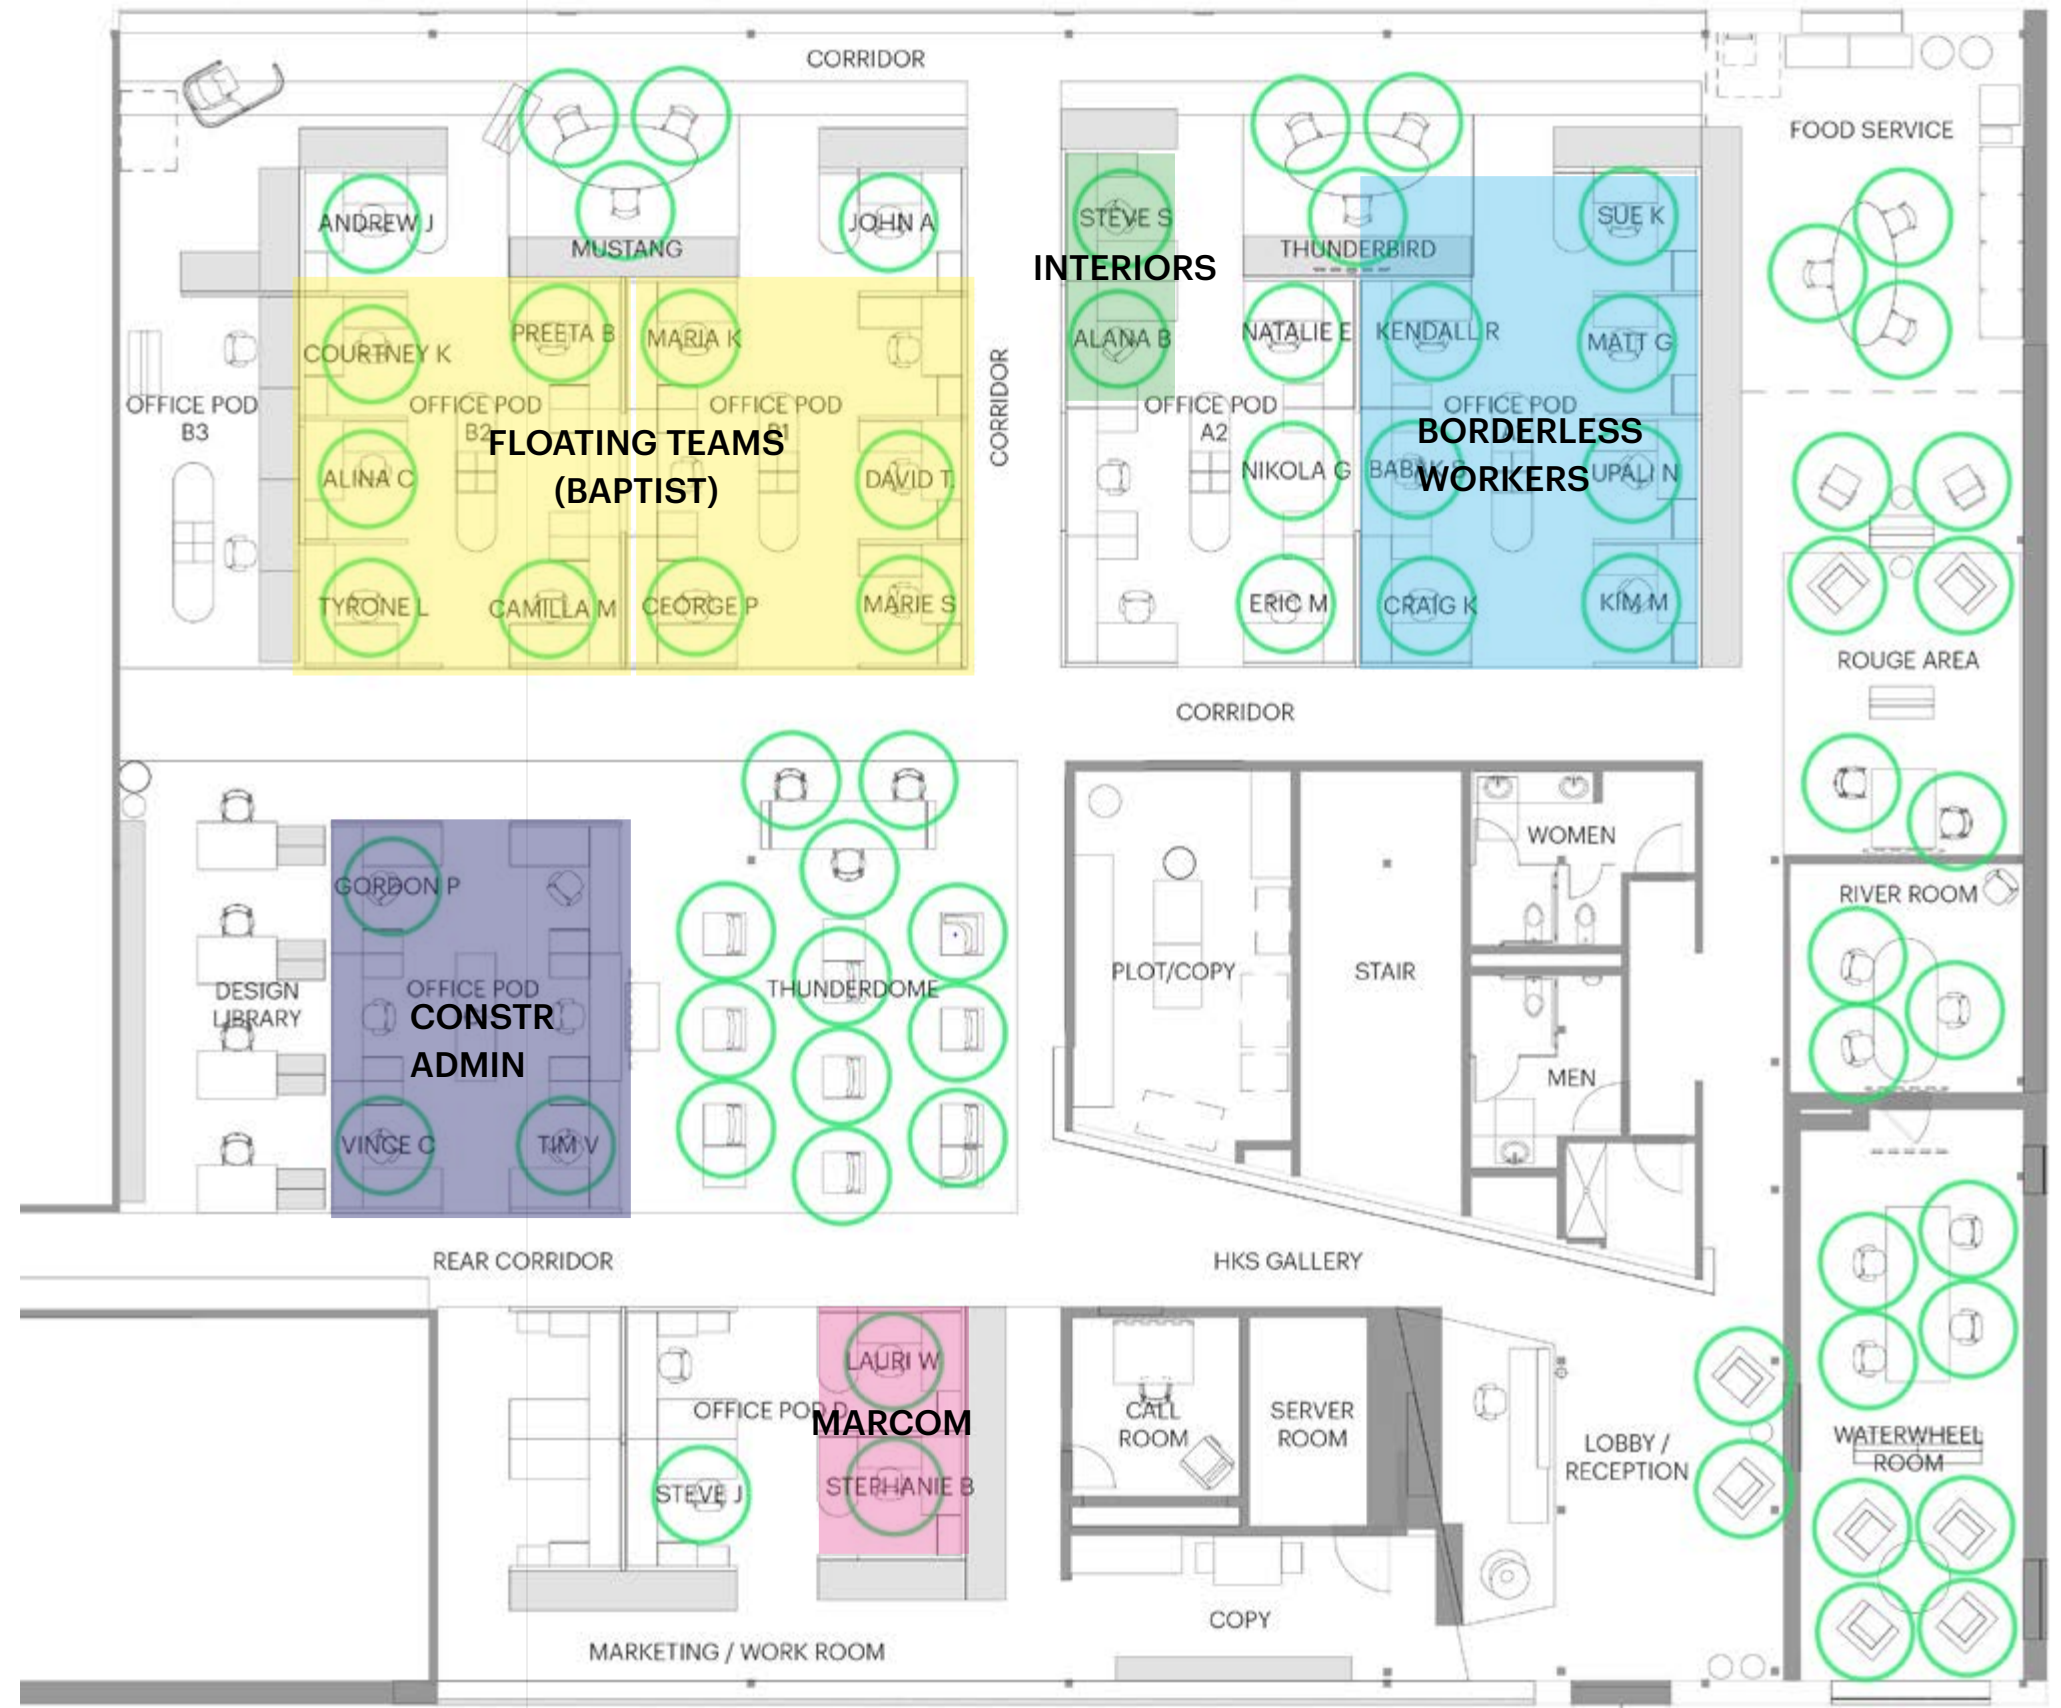 CORRIDOR
FOOD SERVICE
ANDREW J
JOHN A
STEVE S
SUE K
MUSTANG
THUNDERBIRD
INTERIORS
COURTNEY K
PREETA B
MARIA K
ALANA B
NATALIE E
KENDALL R
MATT G
CORRIDOR
OFFICE POD
B3
OFFICE POD
B2
OFFICE POD
B1
OFFICE POD
A2
OFFICE POD
FLOATING TEAMS
(BAPTIST)
BORDERLESS
WORKERS
ALINA C
DAVID T.
NIKOLA G
UPALI N
TYRONE L
CAMILLA M
GEORGE P
MARIE S
ERIC M
CRAIG K
KIM M
ROUGE AREA
CORRIDOR
WOMEN
GORDON P
RIVER ROOM
DESIGN
LIBRARY
OFFICE POD
CONSTR
ADMIN
THUNDERDOME
PLOT/COPY
STAIR
MEN
VINCE C
TIM V
REAR CORRIDOR
HKS GALLERY
LAURI W
OFFICE POD D
MARCOM
STEVE J
STEPHANIE B
CALL
ROOM
SERVER
ROOM
LOBBY /
RECEPTION
WATERWHEEL
ROOM
COPY
MARKETING / WORK ROOM